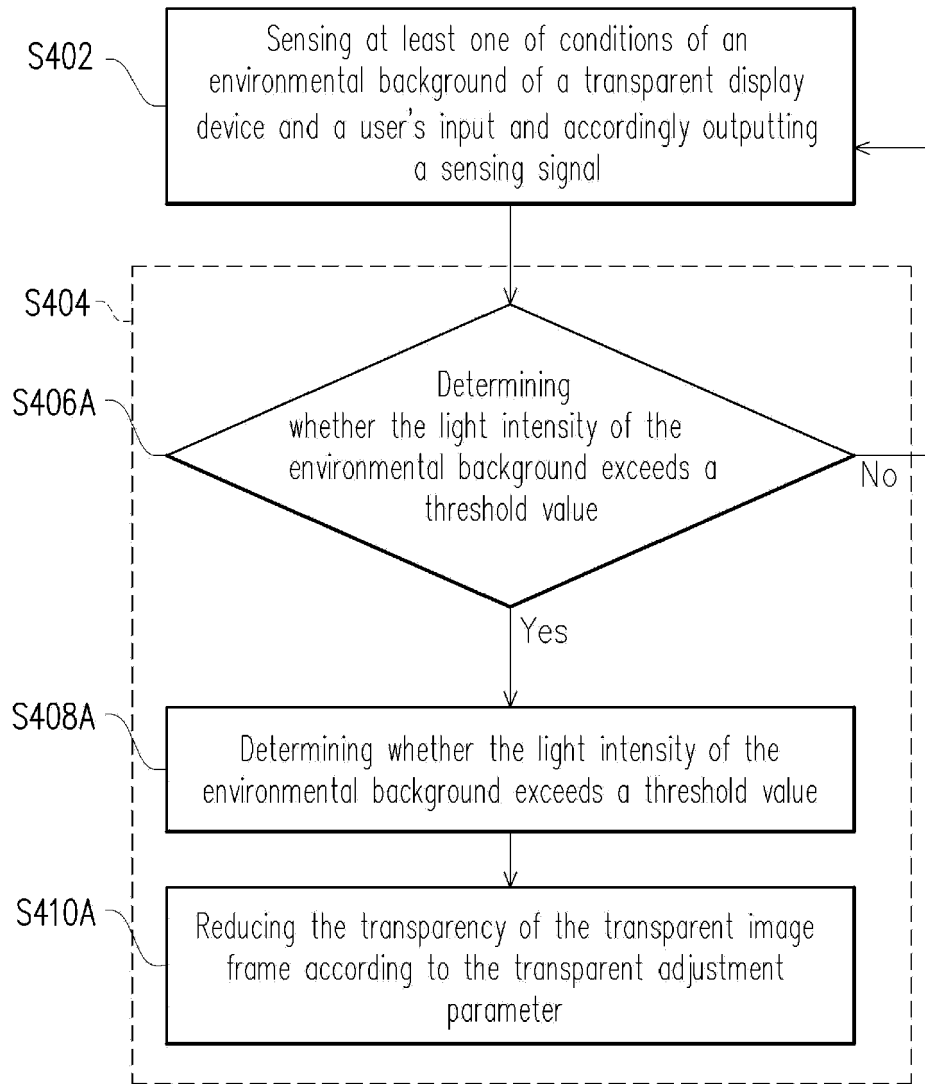 S402
Sensing at least one of conditions of an
environmental background of a transparent display
device and a user's input and accordingly outputting
a sensing signal
S404
S406A
Determining
whether the light intensity of the
environmental background exceeds a
threshold value
No
Yes
S408A
Determining whether the light intensity of the
environmental background exceeds a threshold value
S410A
Reducing the transparency of the transparent image
frame according to the transparent adjustment
parameter